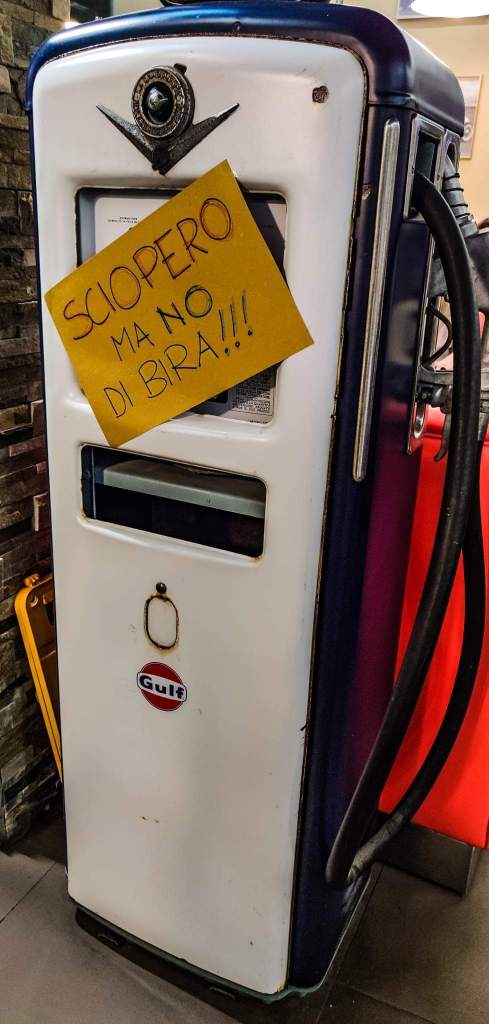 SCIOPERO
MA NO
DI BIRA!!!
Gulf